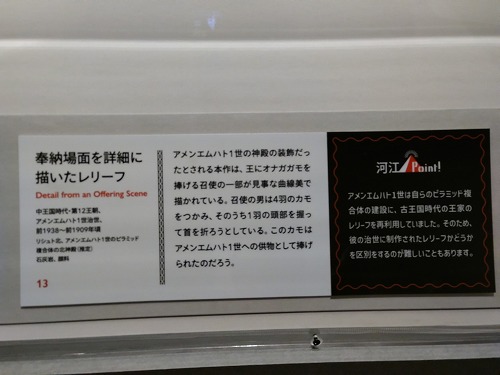 奉納場面を詳細に
描いたレリーフ
Detail from an Offering Scene
中王国時代・第12王朝、
アメンエムハト1世治世、
前1938〜前1909年頃
リシュト北、アメンエムハト1世のピラミッド
複合体の北神殿(推定)
石灰岩、顔料
13
アメンエムハト1世の神殿の装飾だっ
たとされる本作は、王にオナガガモを
捧げる召使の一部が見事な曲線美で
描かれている。召使の男は4羽のカモ
をつかみ、そのうち1羽の頭部を握っ
て首を折ろうとしている。このカモは
アメンエムハト1世への供物として捧げ
られたのだろう。
河江Point!
アメンエムハト1世は自らのピラミッド複
合体の建設に、古王国時代の王家の
レリーフを再利用していました。そのため、
彼の治世に制作されたレリーフかどうか
を区別をするのが難しいこともあります。